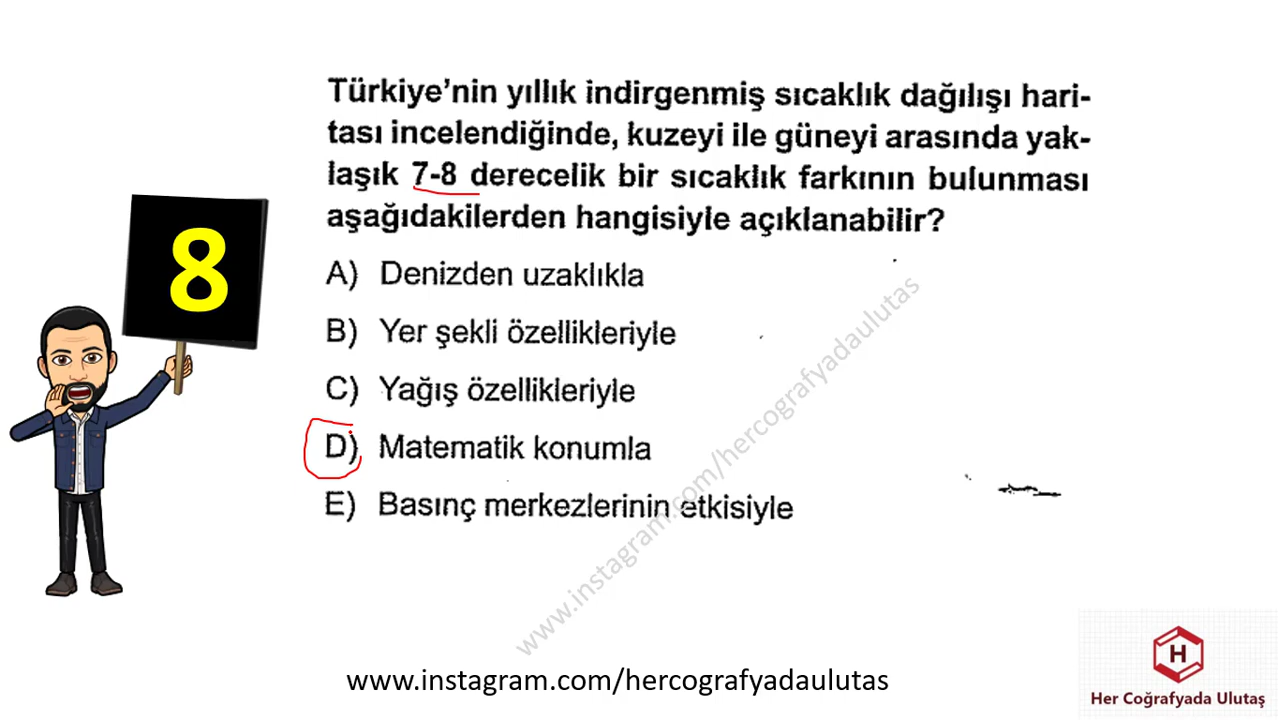 8
Türkiye'nin yıllık indirgenmiş sıcaklık dağılışı hari-
tası incelendiğinde, kuzeyi ile güneyi arasında yak-
laşık 7-8 derecelik bir sıcaklık farkının bulunması
aşağıdakilerden hangisiyle açıklanabilir?
A) Denizden uzaklıkla
B) Yer şekli özellikleriyle
C) Yağış özellikleriyle
D) Matematik konumla
E) Basınç merkezlerinin etkisiyle
www.instagram.com/hercografyadaulutas
www.instagram.com/hercografyadaulutas
H
Her Coğrafyada Ulutaş